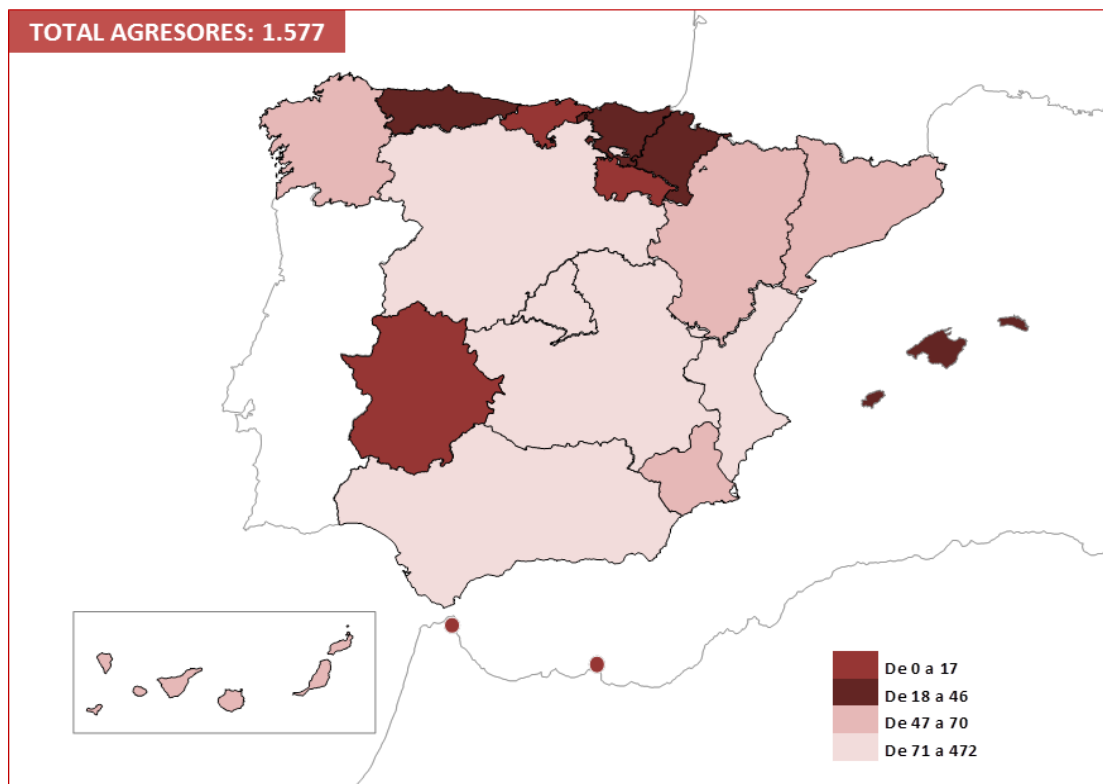 TOTAL AGRESORES: 1.577
De 0 a 17
De 18 a 46
De 47 a 70
De 71 a 472